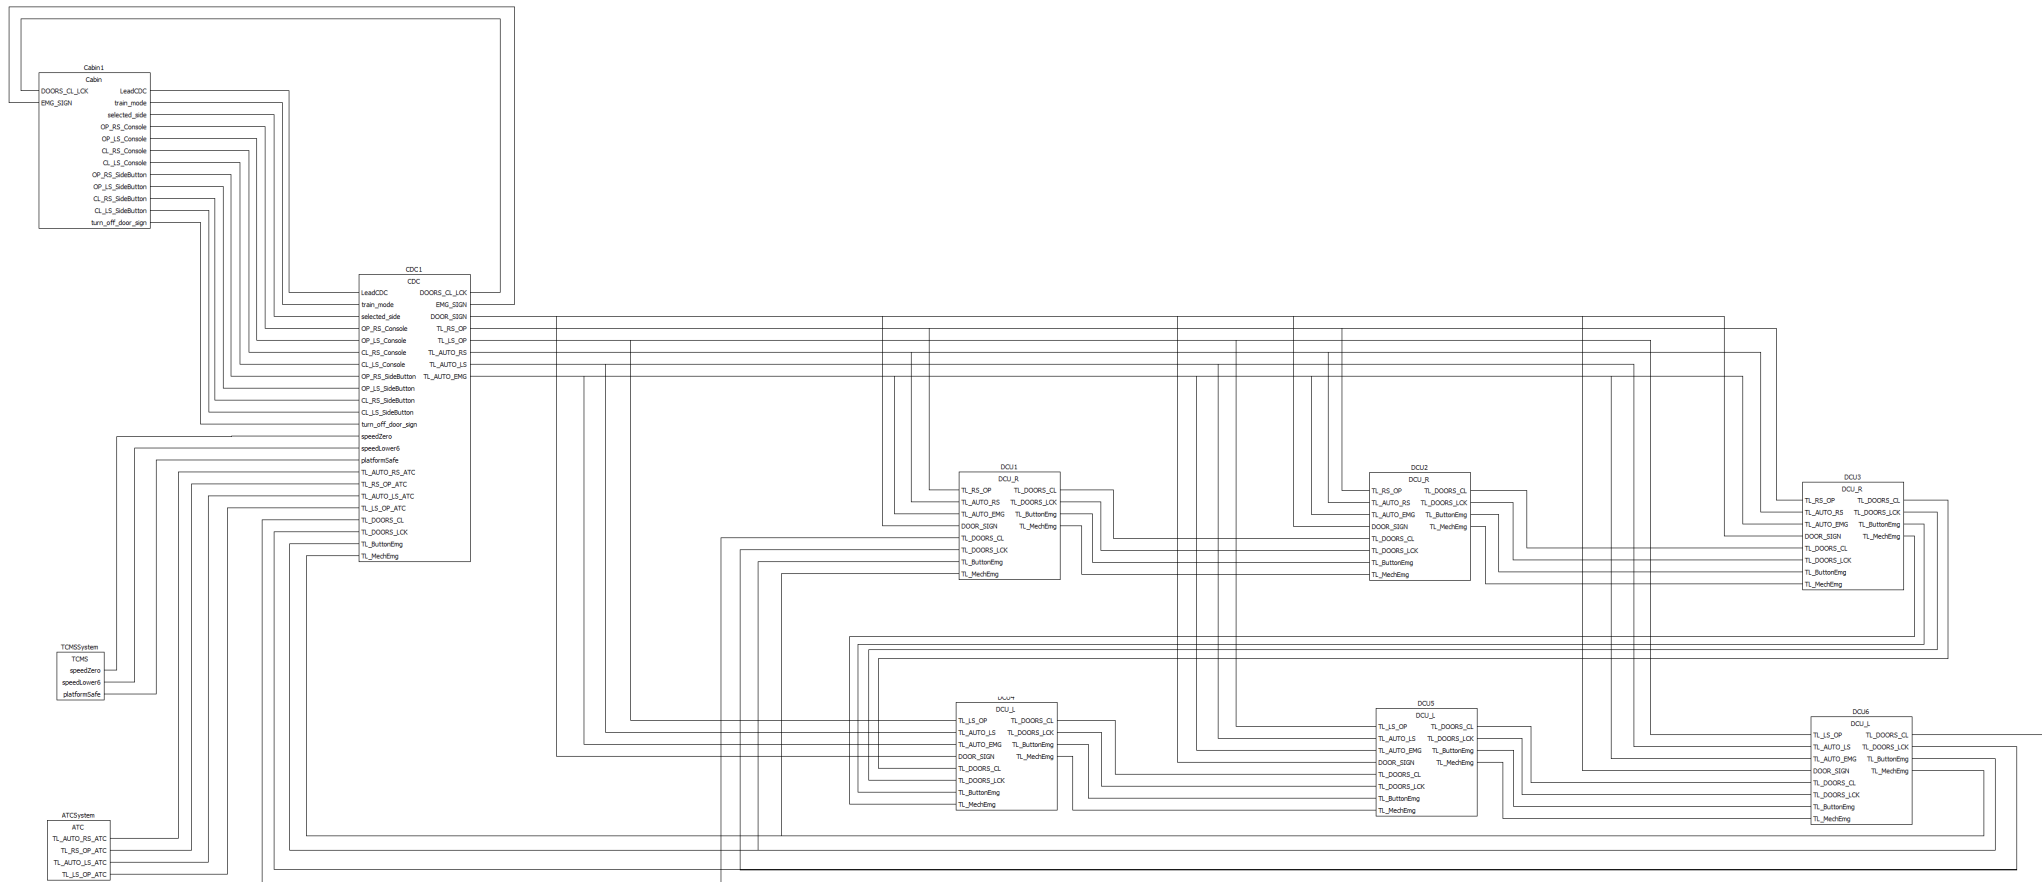 Cabin1
Cabin
DOORS_CL_LCK
EMG_SIGN
LeadCDC
train_mode
selected_side
OP_RS_Console
OP_LS_Console
CL_RS_Console
CL_LS_Console
OP_RS_SideButton
OP_LS_SideButton
CL_RS_SideButton
CL_LS_SideButton
turn_off_door_sign
CDC1
CDC
LeadCDC
train_mode
selected_side
OP_RS_Console
OP_LS_Console
CL_RS_Console
CL_LS_Console
OP_RS_SideButton
OP_LS_SideButton
CL_RS_SideButton
CL_LS_SideButton
turn_off_door_sign
speedZero
speedLower6
platformSafe
TL_AUTO_RS_ATC
TL_RS_OP_ATC
TL_AUTO_LS_ATC
TL_LS_OP_ATC
TL_DOORS_CL
TL_DOORS_LCK
TL_ButtonEmg
TL_MechEmg
DOORS_CL_LCK
EMG_SIGN
DOOR_SIGN
TL_RS_OP
TL_LS_OP
TL_AUTO_RS
TL_AUTO_LS
TL_AUTO_EMG
DCU1
DCU_R
TL_RS_OP
TL_AUTO_RS
TL_AUTO_EMG
DOOR_SIGN
TL_DOORS_CL
TL_DOORS_LCK
TL_ButtonEmg
TL_MechEmg
TL_DOORS_CL
TL_DOORS_LCK
TL_ButtonEmg
TL_MechEmg
DCU2
DCU_R
TL_RS_OP
TL_AUTO_RS
TL_AUTO_EMG
DOOR_SIGN
TL_DOORS_CL
TL_DOORS_LCK
TL_ButtonEmg
TL_MechEmg
TL_DOORS_CL
TL_DOORS_LCK
TL_ButtonEmg
TL_MechEmg
DCU3
DCU_R
TL_RS_OP
TL_AUTO_RS
TL_AUTO_EMG
DOOR_SIGN
TL_DOORS_CL
TL_DOORS_LCK
TL_ButtonEmg
TL_MechEmg
TL_DOORS_CL
TL_DOORS_LCK
TL_ButtonEmg
TL_MechEmg
TCMSSystem
TCMS
speedZero
speedLower6
platformSafe
DCU4
DCU_L
TL_LS_OP
TL_AUTO_LS
TL_AUTO_EMG
DOOR_SIGN
TL_DOORS_CL
TL_DOORS_LCK
TL_ButtonEmg
TL_MechEmg
TL_DOORS_CL
TL_DOORS_LCK
TL_ButtonEmg
TL_MechEmg
DCU5
DCU_L
TL_LS_OP
TL_AUTO_LS
TL_AUTO_EMG
DOOR_SIGN
TL_DOORS_CL
TL_DOORS_LCK
TL_ButtonEmg
TL_MechEmg
TL_DOORS_CL
TL_DOORS_LCK
TL_ButtonEmg
TL_MechEmg
DCU6
DCU_L
TL_LS_OP
TL_AUTO_LS
TL_AUTO_EMG
DOOR_SIGN
TL_DOORS_CL
TL_DOORS_LCK
TL_ButtonEmg
TL_MechEmg
TL_DOORS_CL
TL_DOORS_LCK
TL_ButtonEmg
TL_MechEmg
ATCSystem
ATC
TL_AUTO_RS_ATC
TL_RS_OP_ATC
TL_AUTO_LS_ATC
TL_LS_OP_ATC